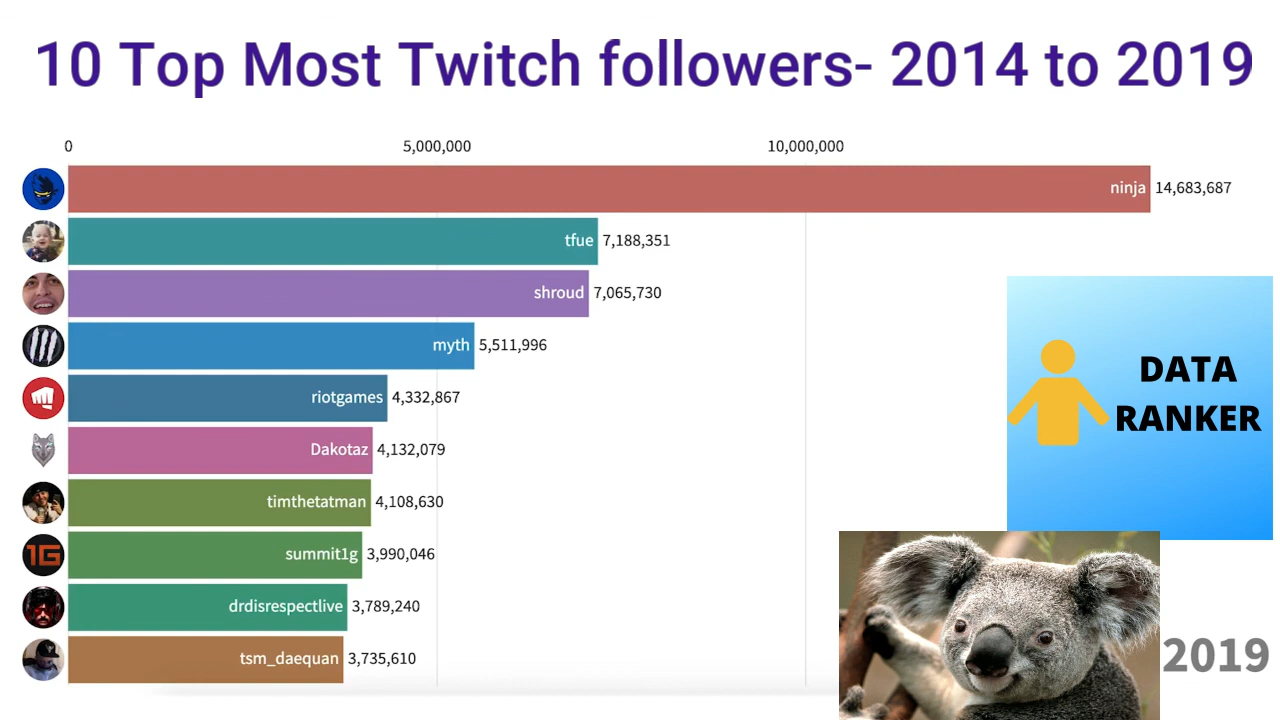 10 Top Most Twitch followers- 2014 to 2019
0 5,000,000 10,000,000
ninja 14,683,687
tfue 7,188,351
shroud 7,065,730
myth 5,511,996
riotgames 4,332,867
Dakotaz 4,132,079
timthetatman 4,108,630
1G summit1g 3,990,046
drdisrespectlive 3,789,240
tsm_daequan 3,735,610
DATA
RANKER
2019